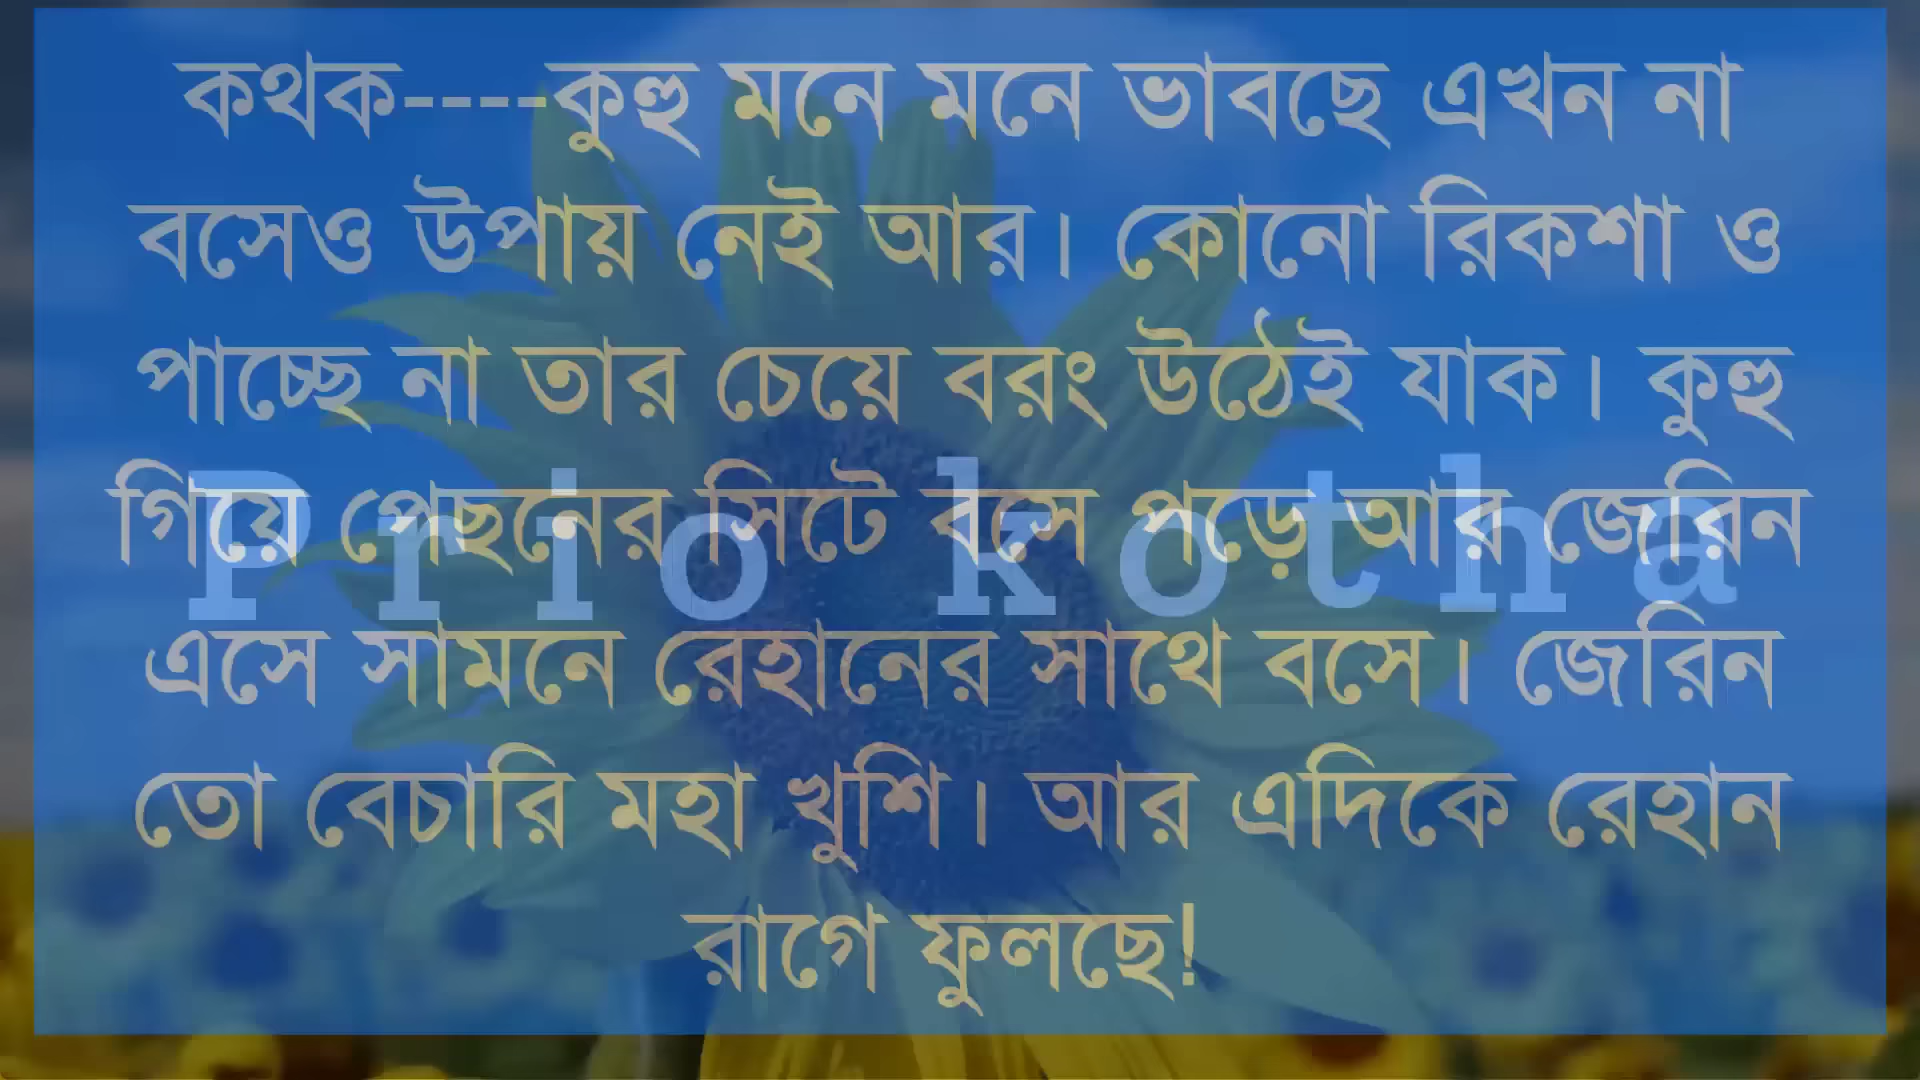 কথক----কুহু মনে মনে ভাবছে এখন না
বসেও উপায় নেই আর। কোনো রিকশা ও
পাচ্ছে না তার চেয়ে বরং উঠেই যাক। কুহু
গিয়ে পেছনের সিটে বসে পড়ে আর জেরিন
Prio kotha
এসে সামনে রেহানের সাথে বসে। জেরিন
তো বেচারি মহা খুশি। আর এদিকে রেহান
রাগে ফুলছে!